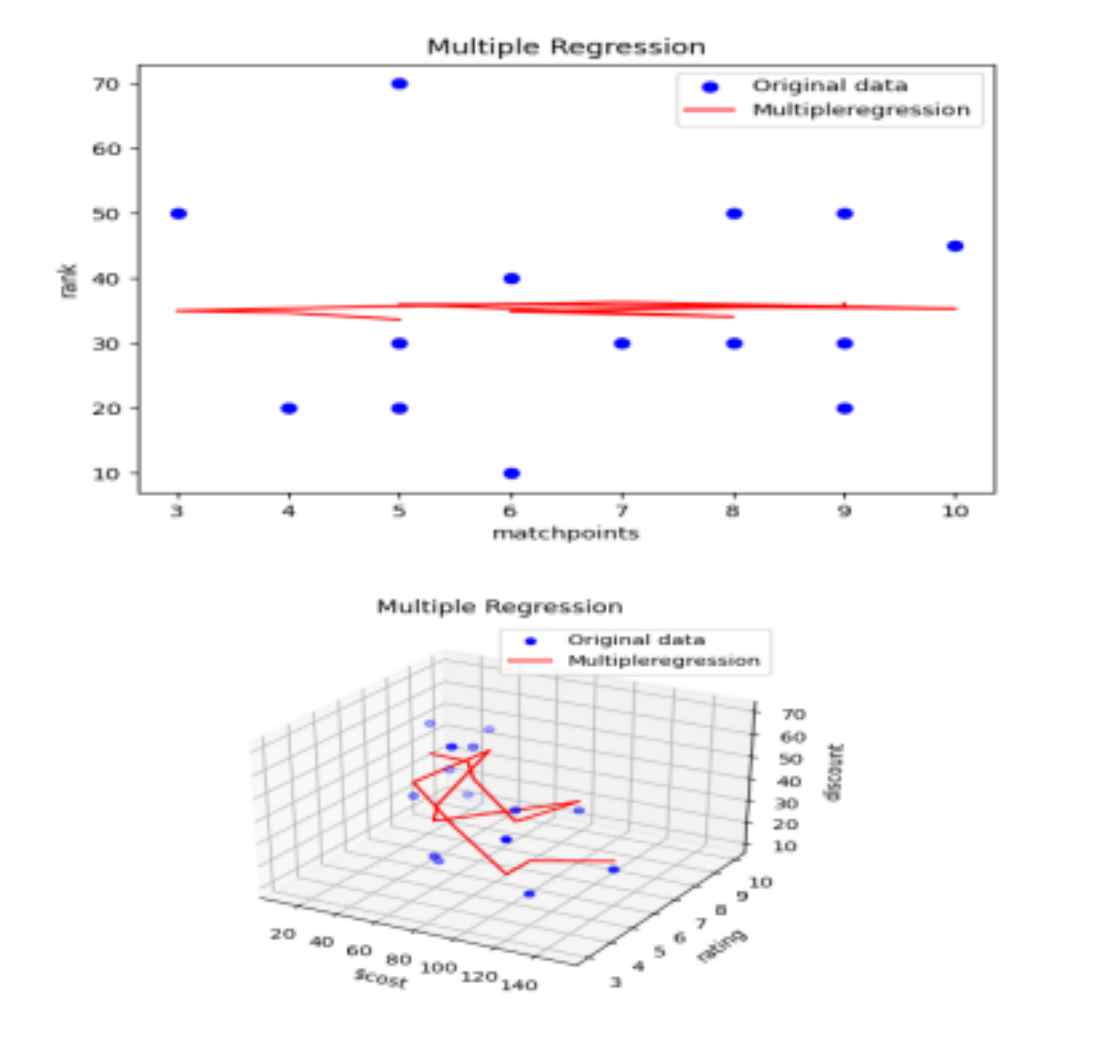 Multiple Regression
Original data
Multipleregression
70
60
50
40
30
20
10
rank
3 4 5 6 7 8 9 10
matchpoints
Multiple Regression
Original data
Multipleregression
70
60
50
40
30
20
10
discount
10
9
8
7
6
5
4
3
rating
20 40 60 80 100 120 140
$cost